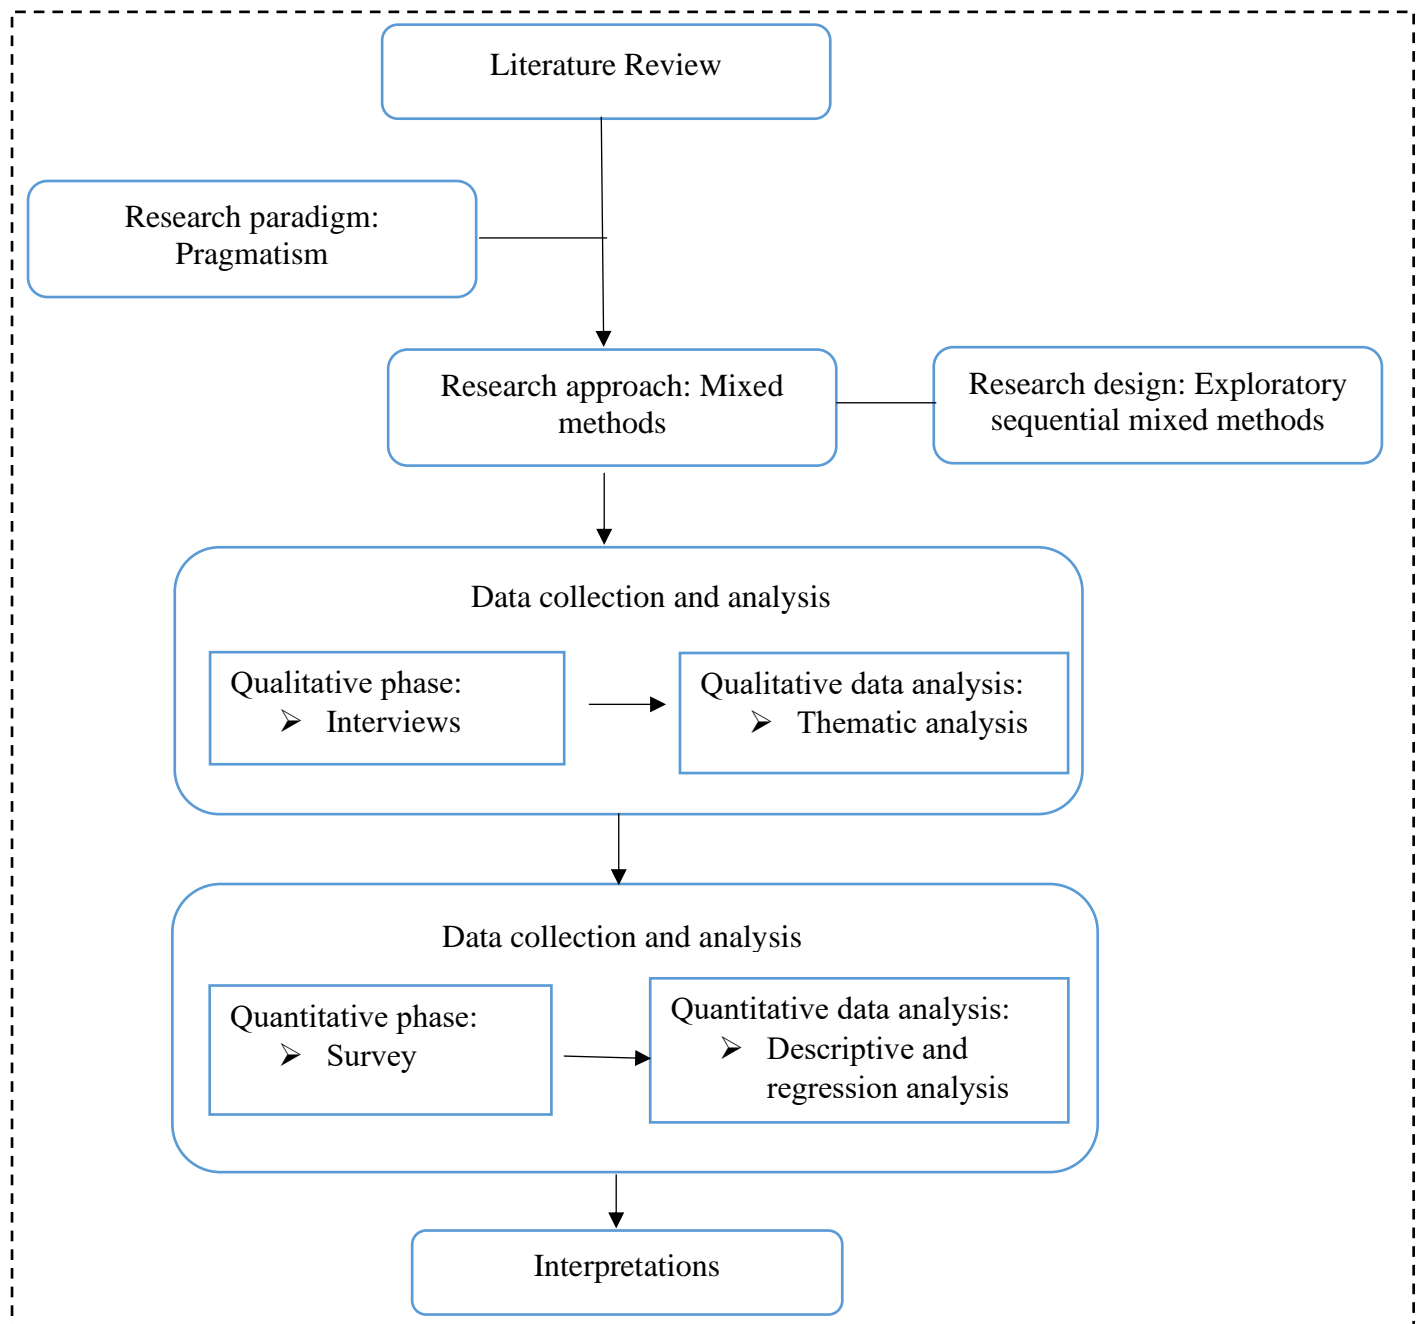 Literature Review
Research paradigm:
Pragmatism
Research approach: Mixed
methods
Research design: Exploratory
sequential mixed methods
Data collection and analysis
Qualitative phase:
➢ Interviews
Qualitative data analysis:
➢ Thematic analysis
Data collection and analysis
Quantitative phase:
➢ Survey
Quantitative data analysis:
➢ Descriptive and
regression analysis
Interpretations